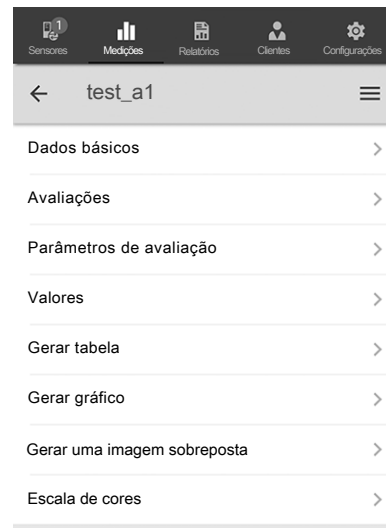 1
Sensores Medições Relatórios Clientes Configurações
test_a1
Dados básicos
Avaliações
Parâmetros de avaliação
Valores
Gerar tabela
Gerar gráfico
Gerar uma imagem sobreposta
Escala de cores